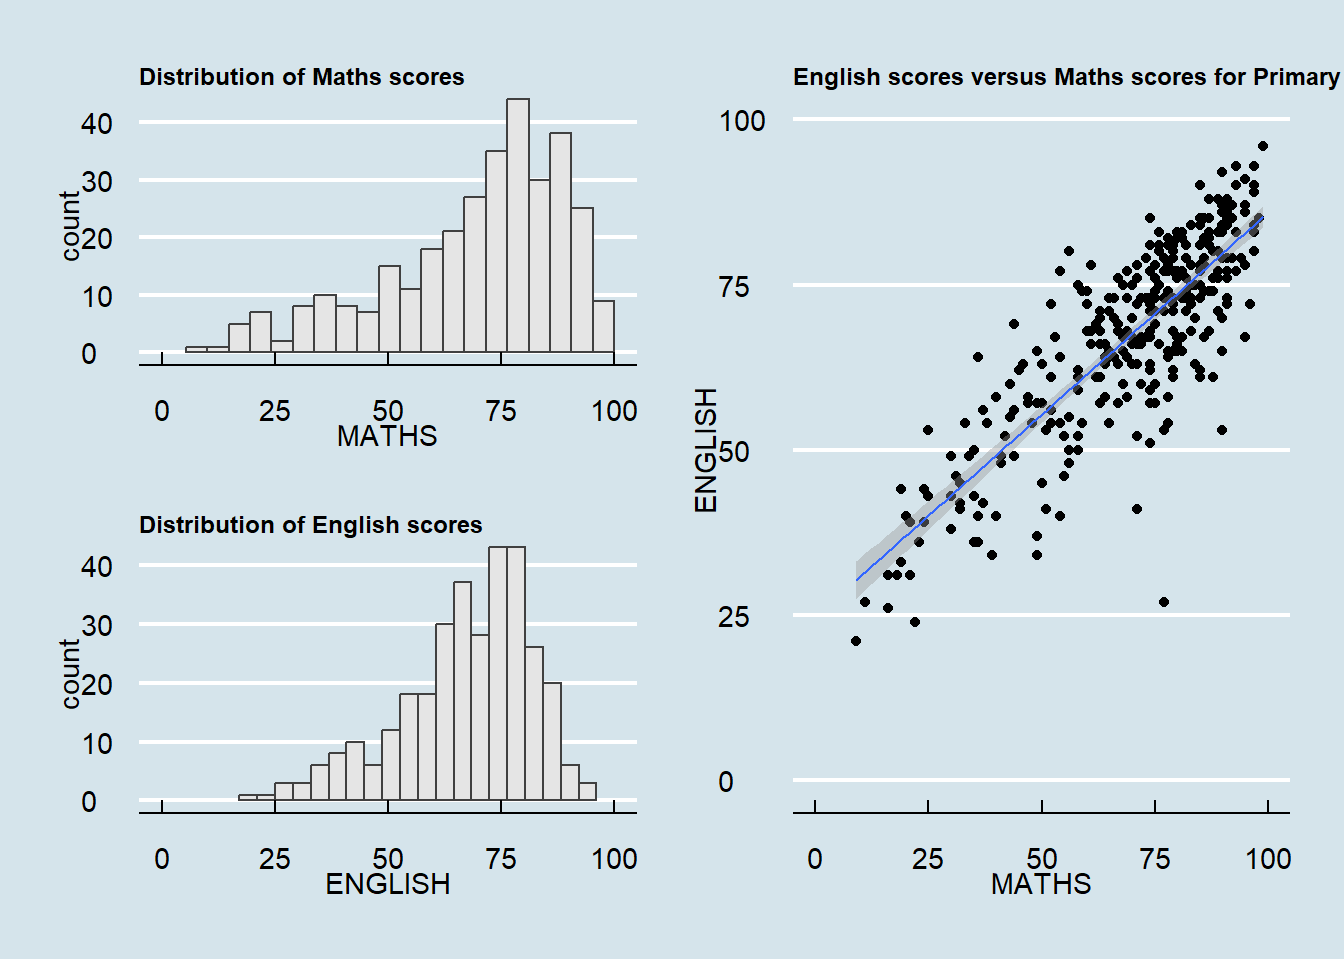 Distribution of Maths scores
count
40
30
20
10
0
0 25 50 75 100
MATHS
Distribution of English scores
count
40
30
20
10
0
0 25 50 75 100
ENGLISH
English scores versus Maths scores for Primary
ENGLISH
100
75
50
25
0
0 25 50 75 100
MATHS